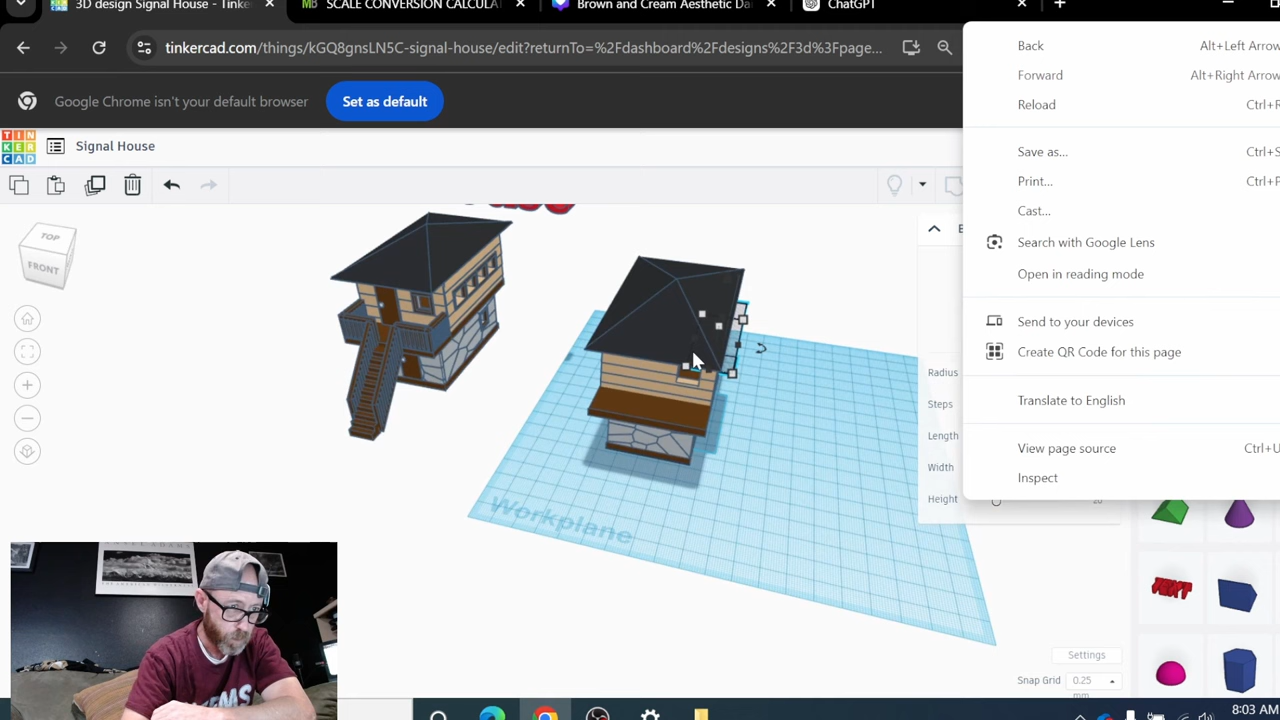 3D design Signal House - Tinker
SCALE CONVERSION CALCULA
Brown and Cream Aesthetic Da
ChatGPT
tinkercad.com/things/kGQ8gnsLN5C-signal-house/edit?returnTo=%2Fdashboard%2Fdesigns%2F3d%3Fpage...
Google Chrome isn't your default browser
Set as default
TIN
KER
CAD
Signal House
TOP
FRONT
Workplane
Back Alt+Left Arrow
Forward Alt+Right Arrow
Reload
Save as...
Print...
Cast...
Search with Google Lens
Open in reading mode
Send to your devices
Create QR Code for this page
Translate to English
View page source
Inspect
Radius
Steps
Length
Width
Height 20
TEXT
Settings
Snap Grid 0.25 mm
8:03 AM